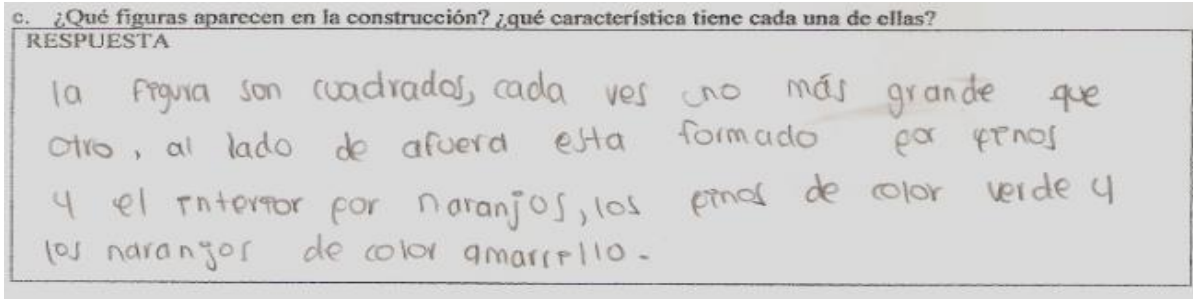 c. ¿Qué figuras aparecen en la construcción? ¿qué característica tiene cada una de ellas?
RESPUESTA
la figura son cuadrados, cada ves uno más grande que
otro, al lado de afuera esta formado por pinos
y el interior por naranjos, los pinos de color verde y
los naranjos de color amarrillo.